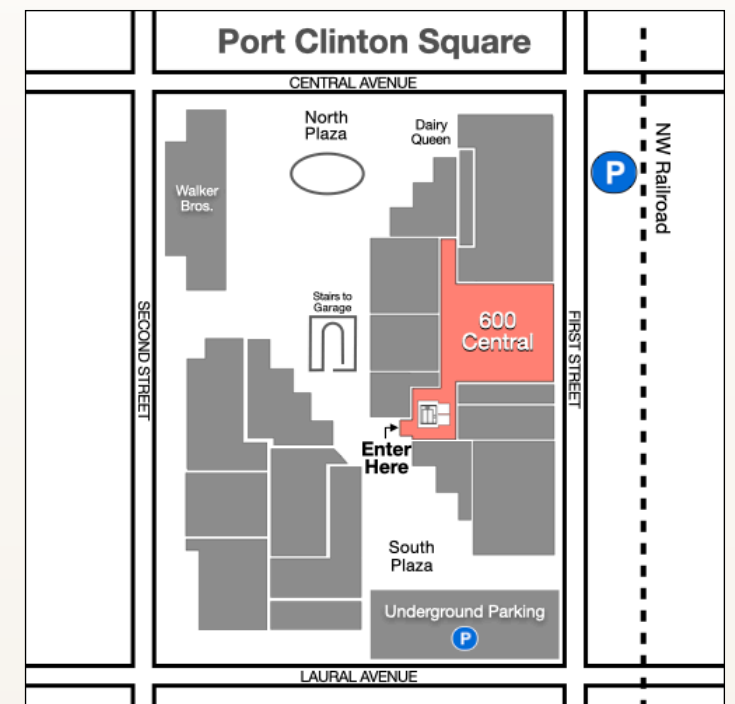 Port Clinton Square
CENTRAL AVENUE
North
Plaza
Dairy
Queen
P
NW Railroad
Walker
Bros.
Stairs to
Garage
SECOND STREET
600
Central
FIRST STREET
Enter
Here
South
Plaza
Underground Parking
P
LAURAL AVENUE